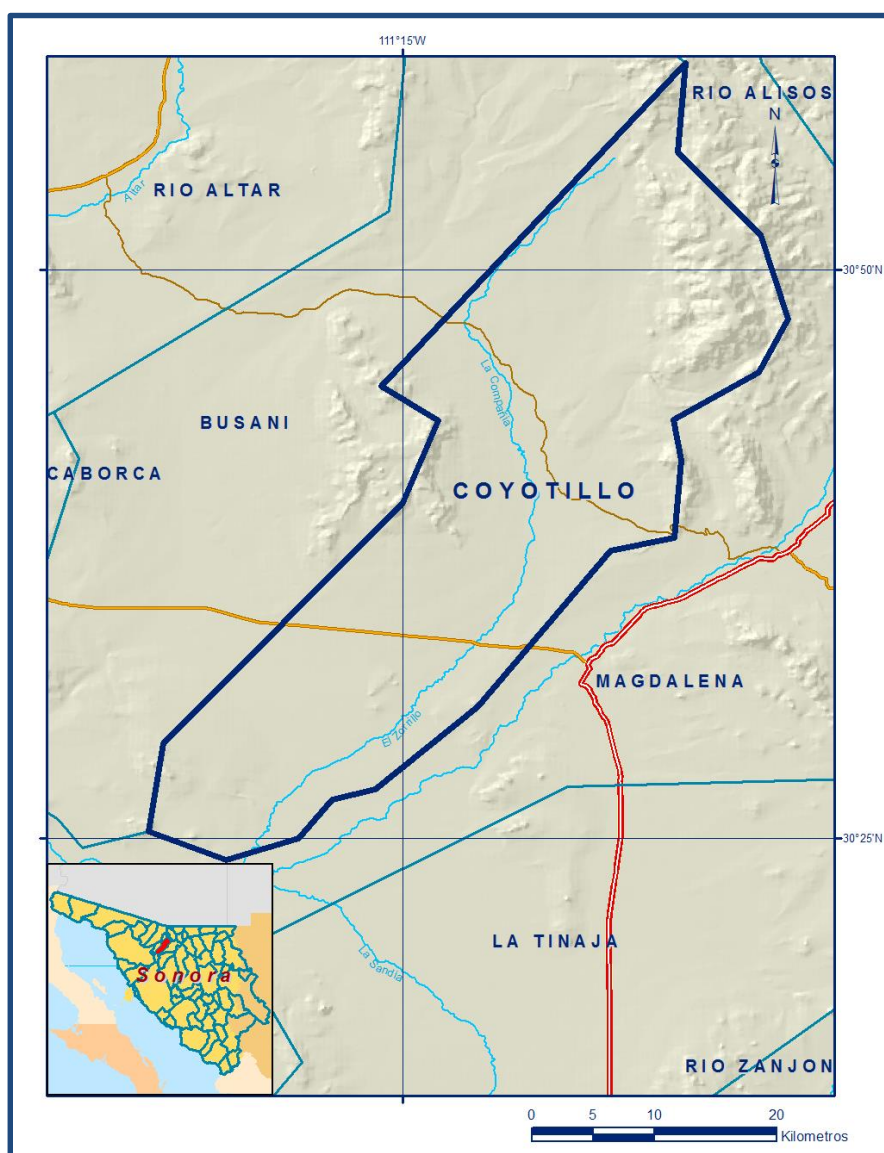 111°15'W
RIO ALISOS
N
Altar
RIO ALTAR
30°50'N
La Compañia
BUSANI
CABORCA
COYOTILLO
MAGDALENA
El Zorrillo
30°25'N
LA TINAJA
La Sandia
Sonora
RIO ZANJON
0 5 10 20
Kilometros